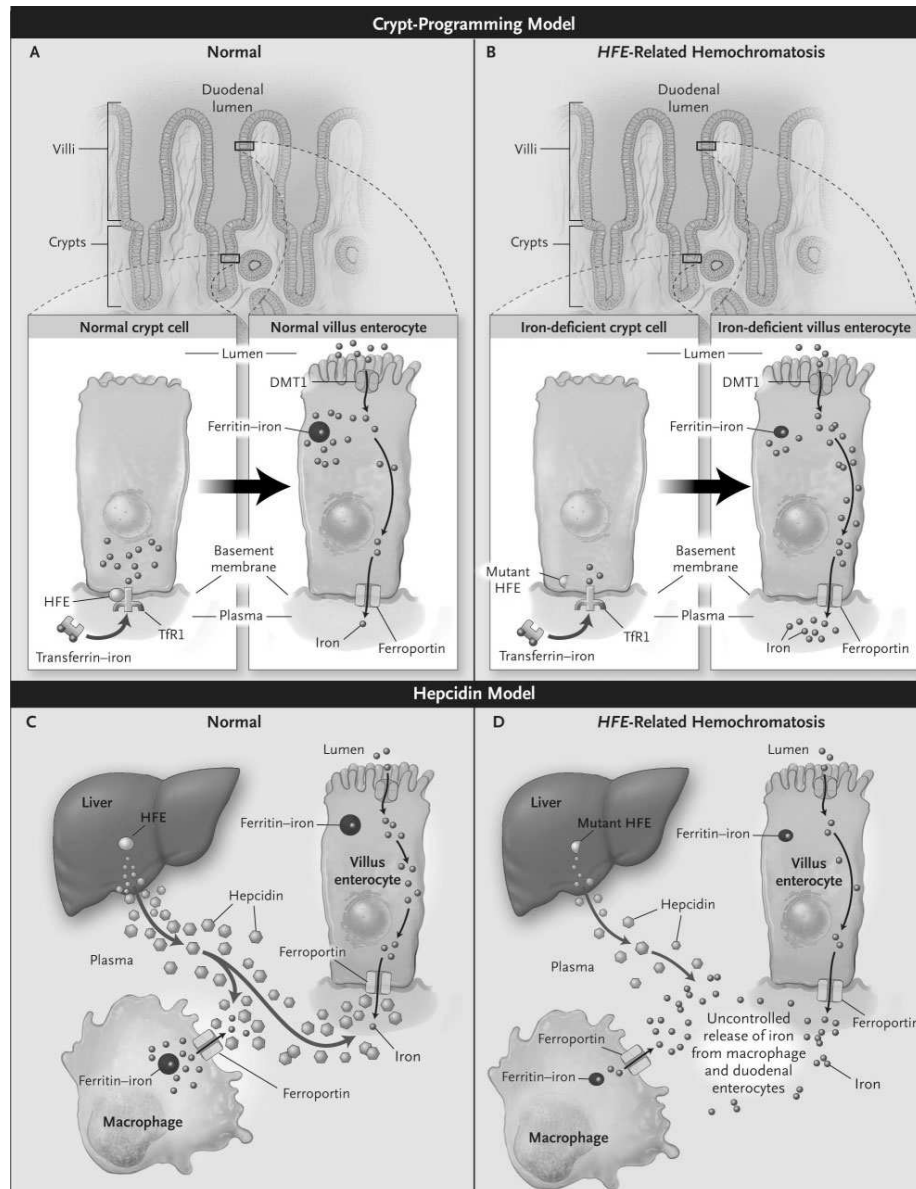 Crypt-Programming Model
A Normal
Duodenal
lumen
Villi
Crypts
Normal crypt cell
Normal villus enterocyte
Lumen
DMT1
Ferritin–iron
Basement
membrane
HFE
TfR1
Plasma
Transferrin–iron
Iron
Ferroportin
B HFE-Related Hemochromatosis
Duodenal
lumen
Villi
Crypts
Iron-deficient crypt cell
Iron-deficient villus enterocyte
Lumen
DMT1
Ferritin–iron
Mutant
HFE
Basement
membrane
TfR1
Plasma
Transferrin–iron
Iron
Ferroportin
Hepcidin Model
C Normal
Lumen
Liver
HFE
Ferritin–iron
Villus
enterocyte
Hepcidin
Plasma
Ferroportin
Iron
Ferritin–iron
Ferroportin
Macrophage
D HFE-Related Hemochromatosis
Lumen
Liver
Mutant HFE
Ferritin–iron
Villus
enterocyte
Hepcidin
Plasma
Ferroportin
Uncontrolled
release of iron
from macrophage
and duodenal
enterocytes
Ferroportin
Iron
Ferritin–iron
Macrophage